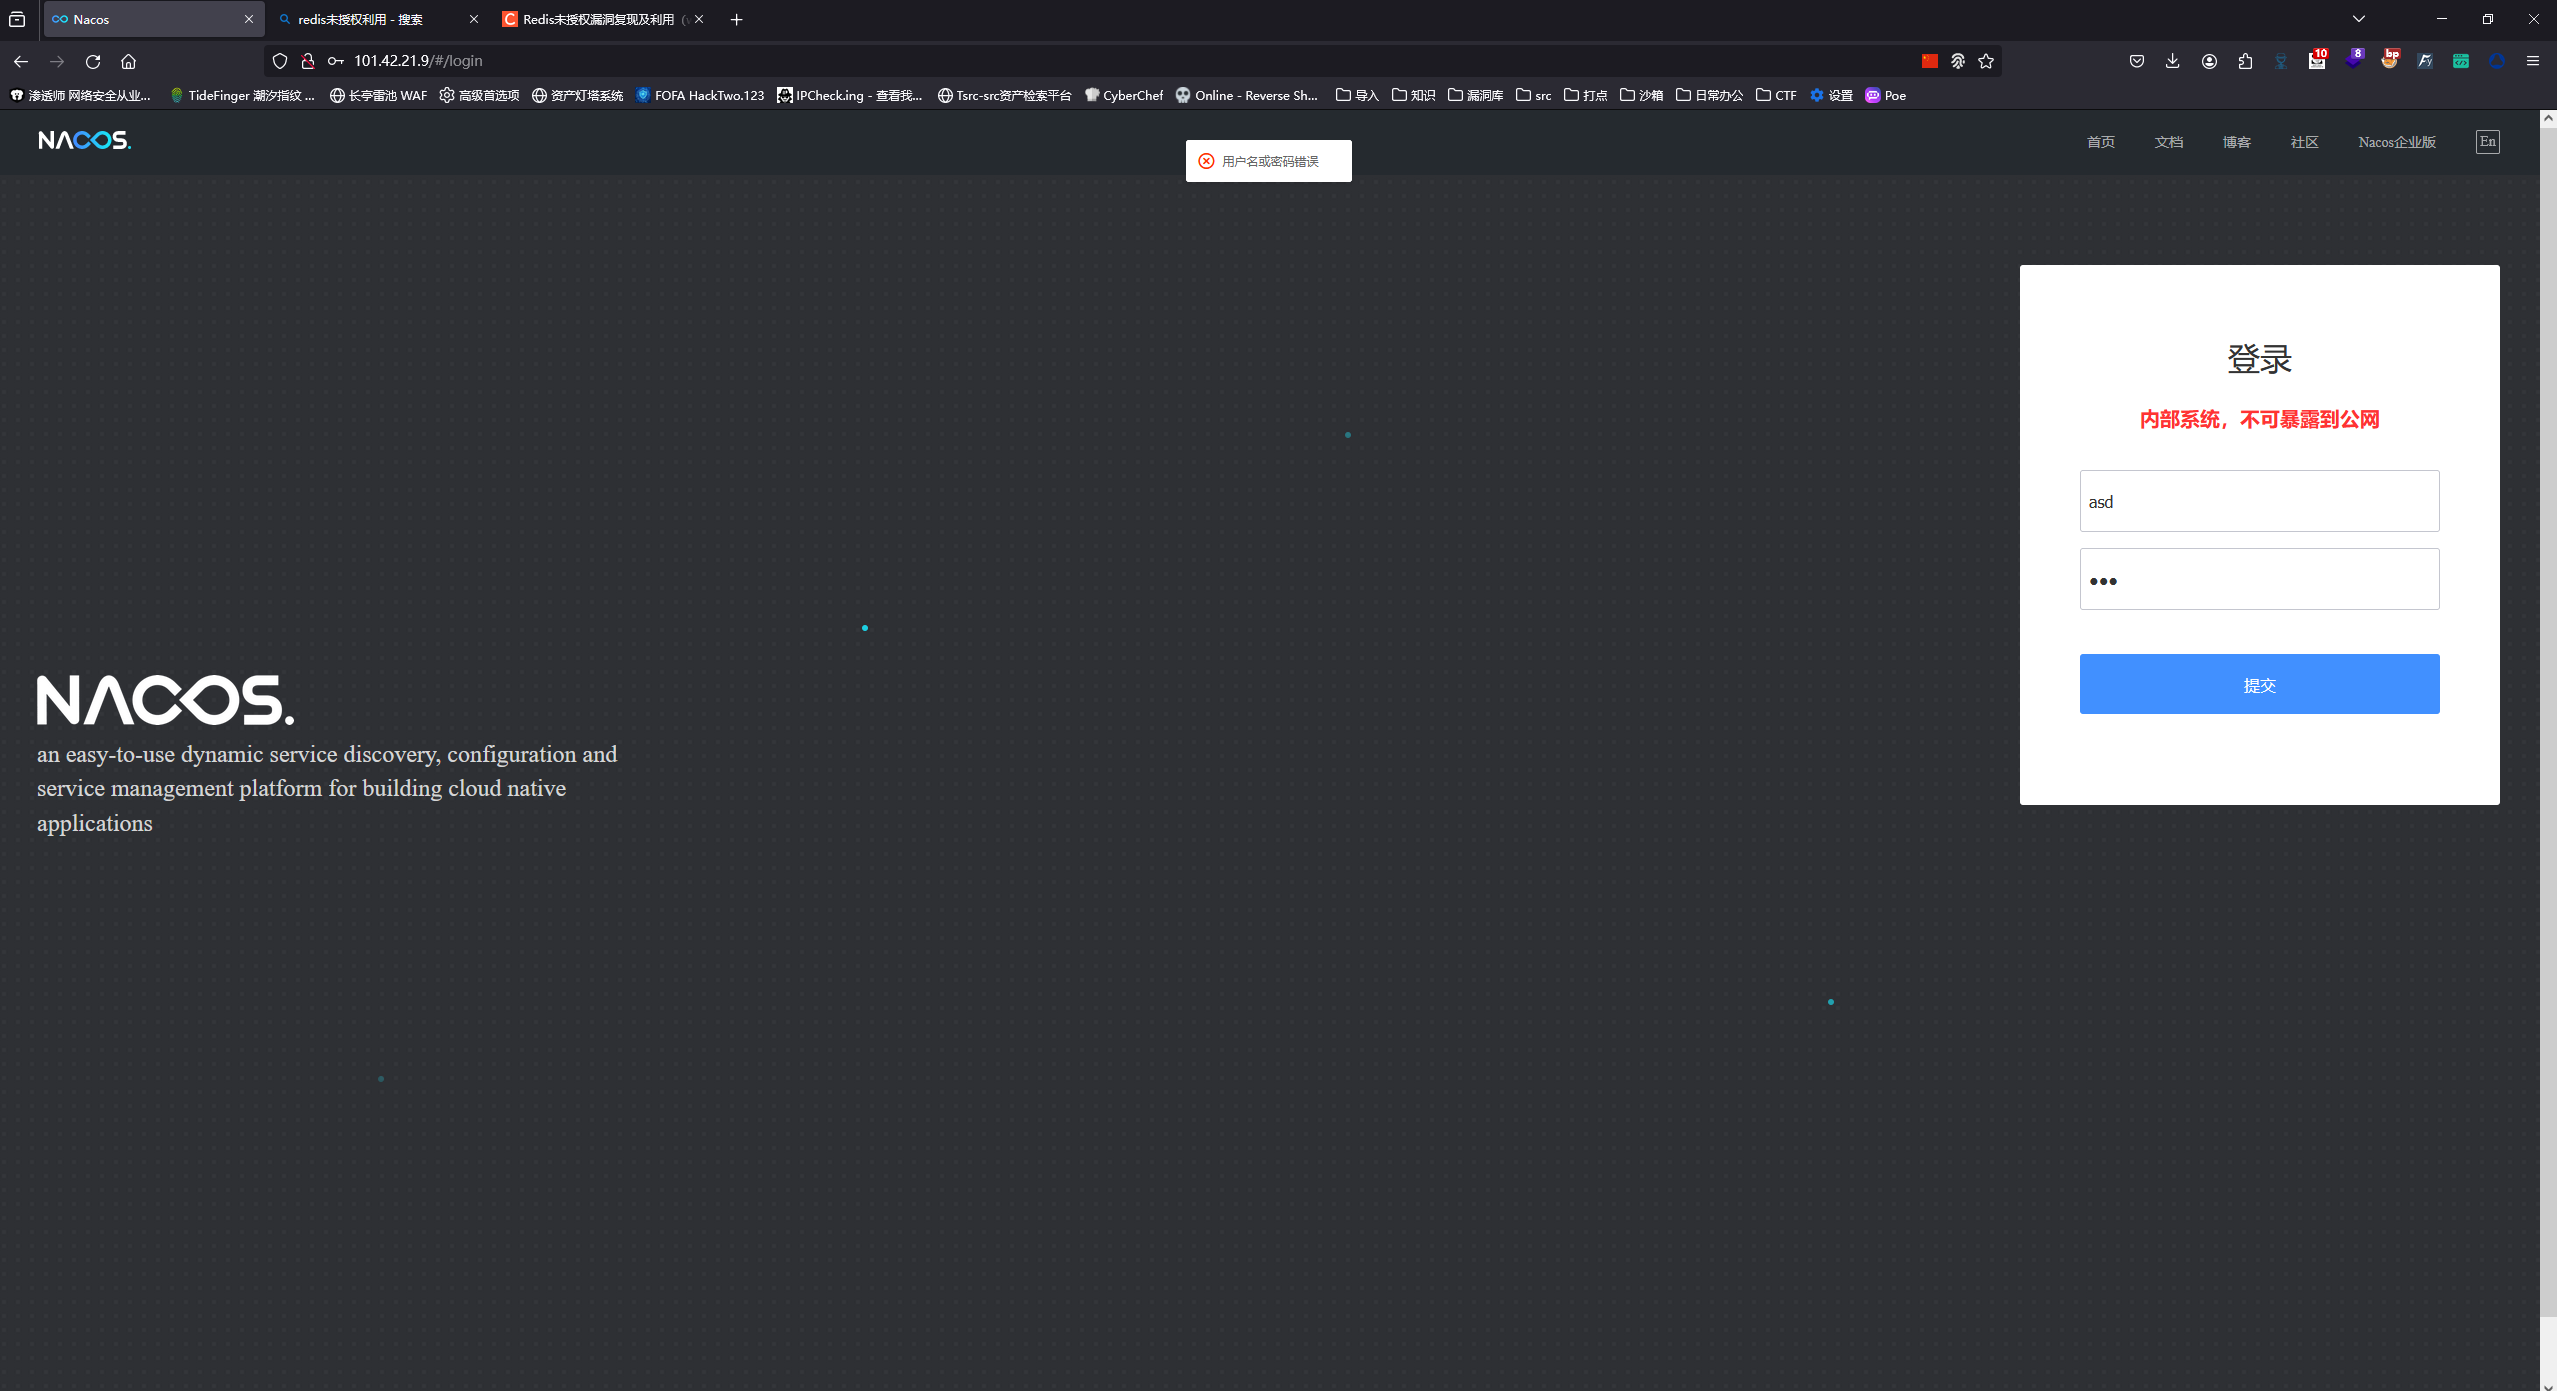 Nacos
redis未授权利用 - 搜索
Redis未授权漏洞复现及利用
101.42.21.9/#/login
10
8
bp
渗透师 网络安全从业...
TideFinger 潮汐指纹 ...
长亭雷池 WAF
高级首选项
资产灯塔系统
FOFA HackTwo.123
IPCheck.ing - 查看我...
Tsrc-src资产检索平台
CyberChef
Online - Reverse Sh...
导入
知识
漏洞库
src
打点
沙箱
日常办公
CTF
设置
Poe
NACOS.
用户名或密码错误
首页
文档
博客
社区
Nacos企业版
En
登录
内部系统，不可暴露到公网
asd
提交
NACOS.
an easy-to-use dynamic service discovery, configuration and
service management platform for building cloud native
applications